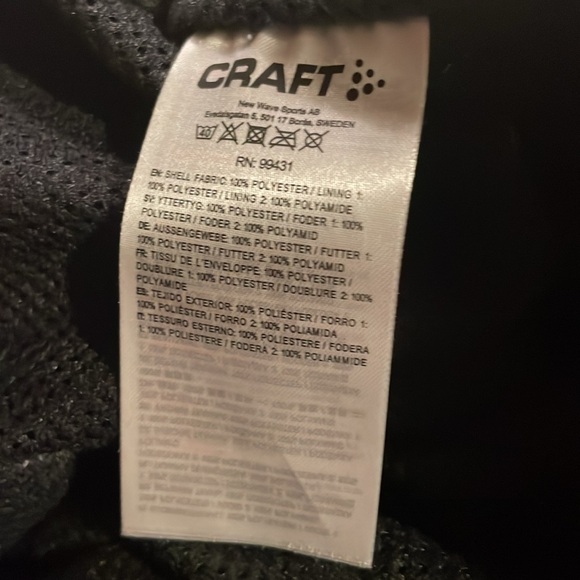 CRAFT
New Wave Sports AB
Evedalsgatan 5, 501 17 Borås, SWEDEN
RN: 99431
EN: SHELL FABRIC: 100% POLYESTER / LINING 1:
100% POLYESTER / LINING 2: 100% POLYAMIDE
SV: YTTERTYG: 100% POLYESTER / FODER 1: 100%
POLYESTER / FODER 2: 100% POLYAMID
DE: AUSSENGEWEBE: 100% POLYESTER / FUTTER 1:
100% POLYESTER / FUTTER 2: 100% POLYAMID
FR: TISSU DE L'ENVELOPPE: 100% POLYESTER /
DOUBLURE 1: 100% POLYESTER / DOUBLURE 2: 100%
POLYAMIDE
ES: TEJIDO EXTERIOR: 100% POLIÉSTER / FORRO 1:
100% POLIÉSTER / FORRO 2: 100% POLIAMIDA
IT: TESSURO ESTERNO: 100% POLIESTERE / FODERA
1: 100% POLIESTERE / FODERA 2: 100% POLIAMMIDE